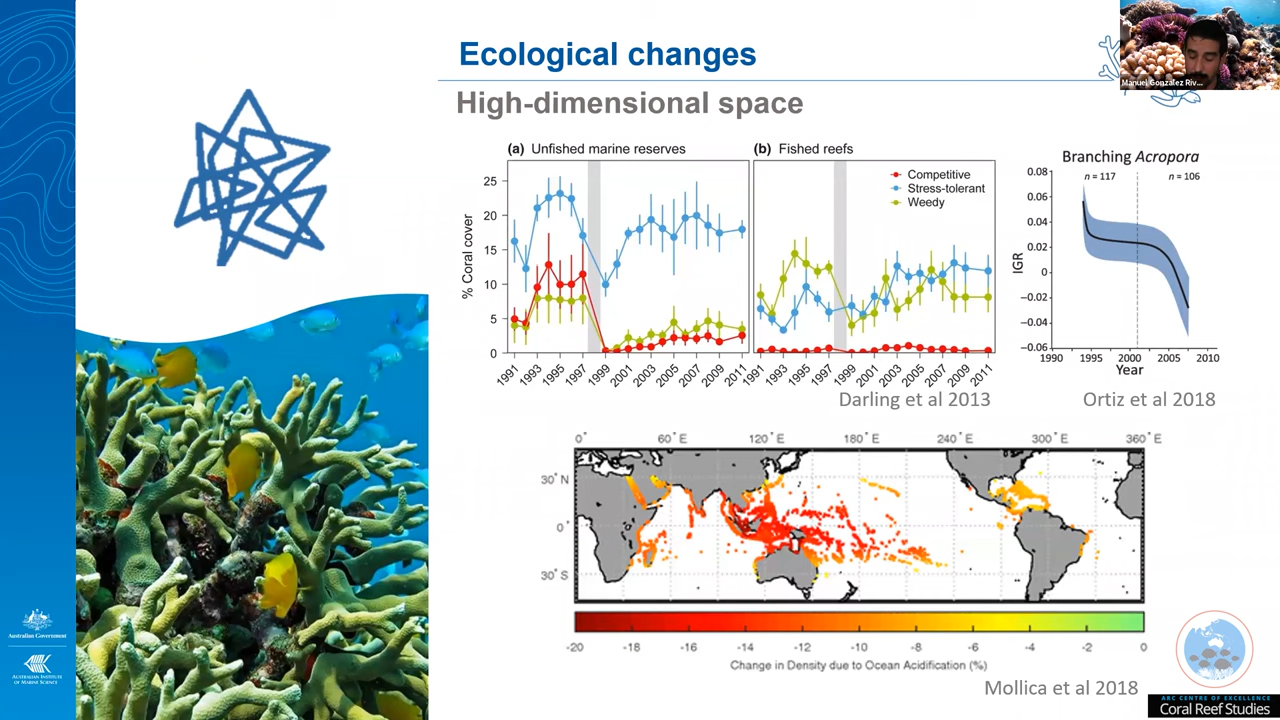 Ecological changes
High-dimensional space
Manuel González Riv...
(a) Unfished marine reserves
(b) Fished reefs
Competitive
Stress-tolerant
Weedy
% Coral cover
25
20
15
10
5
0
1991 1993 1995 1997 1999 2001 2003 2005 2007 2009 2011
1991 1993 1995 1997 1999 2001 2003 2005 2007 2009 2011
Darling et al 2013
Branching Acropora
n = 117 n = 106
IGR
0.08
0.06
0.04
0.02
0
−0.02
−0.04
−0.06
1990 1995 2000 2005 2010
Year
Ortiz et al 2018
0° 60°E 120°E 180°E 240°E 300°E 360°E
30°N
0°
30°S
-20 -18 -16 -14 -12 -10 -8 -6 -4 -2 0
Change in Density due to Ocean Acidification (%)
Mollica et al 2018
Australian Government
AUSTRALIAN INSTITUTE
OF MARINE SCIENCE
ARC CENTRE OF EXCELLENCE
Coral Reef Studies